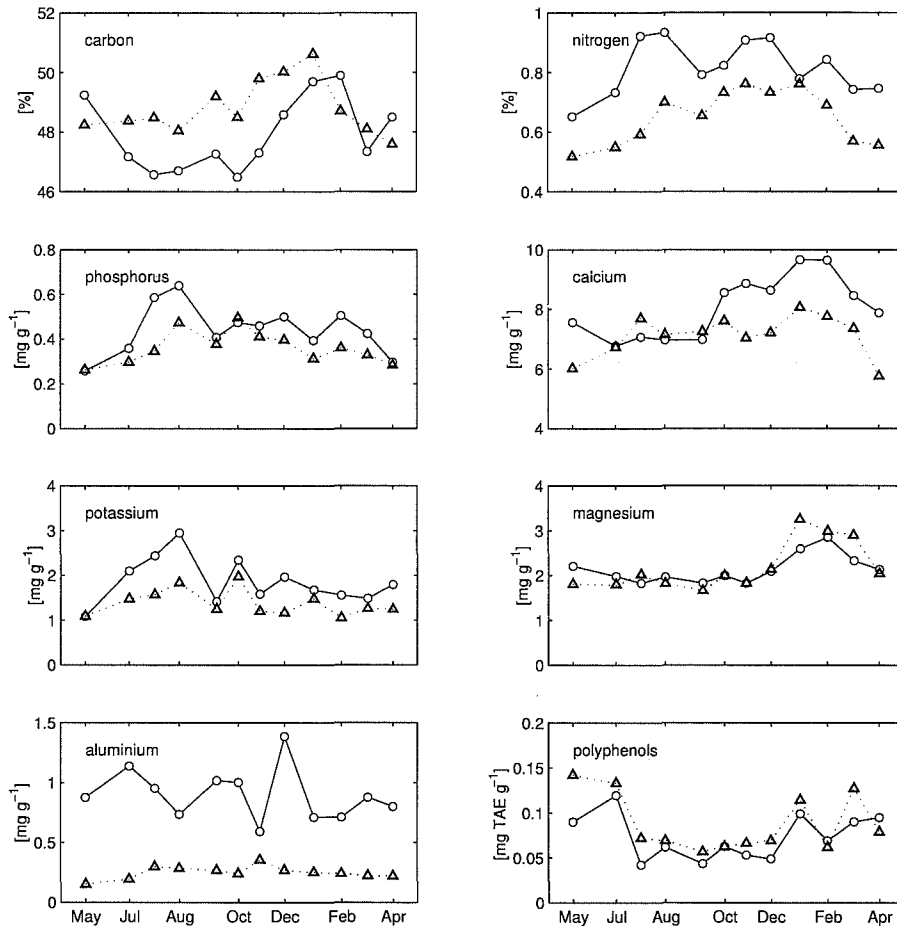 52
50
48
46
[%]
carbon
1
0.8
0.6
0.4
[%]
nitrogen
0.8
0.6
0.4
0.2
0
[mg g⁻¹]
phosphorus
10
8
6
4
[mg g⁻¹]
calcium
4
3
2
1
0
[mg g⁻¹]
potassium
4
3
2
1
0
[mg g⁻¹]
magnesium
1.5
1
0.5
0
[mg g⁻¹]
aluminium
May Jul Aug Oct Dec Feb Apr
0.2
0.15
0.1
0.05
0
[mg TAE g⁻¹]
polyphenols
May Jul Aug Oct Dec Feb Apr